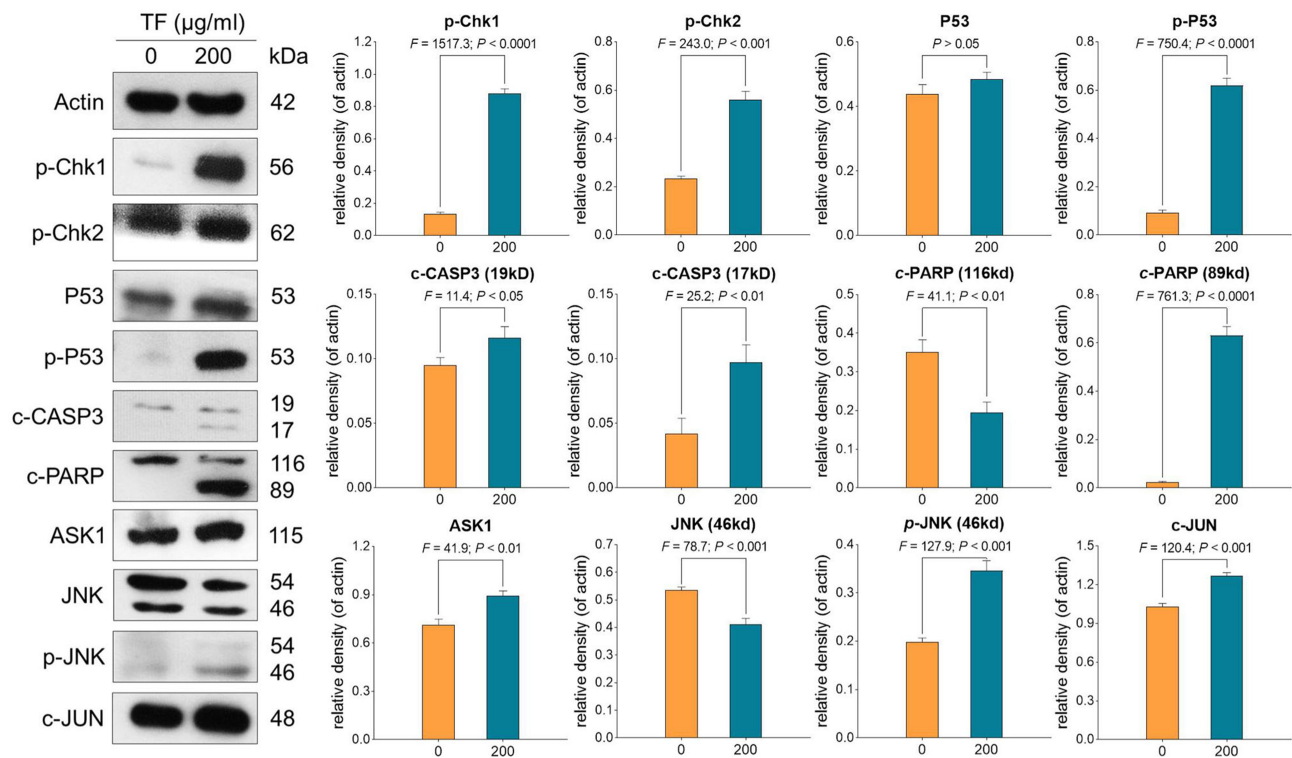 TF (μg/ml)
0 200 kDa
Actin 42
p-Chk1 56
p-Chk2 62
P53 53
p-P53 53
c-CASP3 19
17
c-PARP 116
89
ASK1 115
JNK 54
46
p-JNK 54
46
c-JUN 48
p-Chk1
F = 1517.3; P < 0.0001
relative density (of actin)
1.2
1.0
0.8
0.6
0.4
0.2
0.0
0 200
p-Chk2
F = 243.0; P < 0.001
relative density (of actin)
0.8
0.6
0.4
0.2
0.0
0 200
P53
P > 0.05
relative density (of actin)
0.6
0.4
0.2
0.0
0 200
p-P53
F = 750.4; P < 0.0001
relative density (of actin)
0.8
0.6
0.4
0.2
0.0
0 200
c-CASP3 (19kD)
F = 11.4; P < 0.05
relative density (of actin)
0.15
0.10
0.05
0.00
0 200
c-CASP3 (17kD)
F = 25.2; P < 0.01
relative density (of actin)
0.15
0.10
0.05
0.00
0 200
c-PARP (116kd)
F = 41.1; P < 0.01
relative density (of actin)
0.5
0.4
0.3
0.2
0.1
0.0
0 200
c-PARP (89kd)
F = 761.3; P < 0.0001
relative density (of actin)
0.8
0.6
0.4
0.2
0.0
0 200
ASK1
F = 41.9; P < 0.01
relative density (of actin)
1.2
0.9
0.6
0.3
0.0
0 200
JNK (46kd)
F = 78.7; P < 0.001
relative density (of actin)
0.7
0.6
0.5
0.4
0.3
0.2
0.1
0.0
0 200
p-JNK (46kd)
F = 127.9; P < 0.001
relative density (of actin)
0.4
0.3
0.2
0.1
0.0
0 200
c-JUN
F = 120.4; P < 0.001
relative density (of actin)
1.5
1.2
0.9
0.6
0.3
0.0
0 200